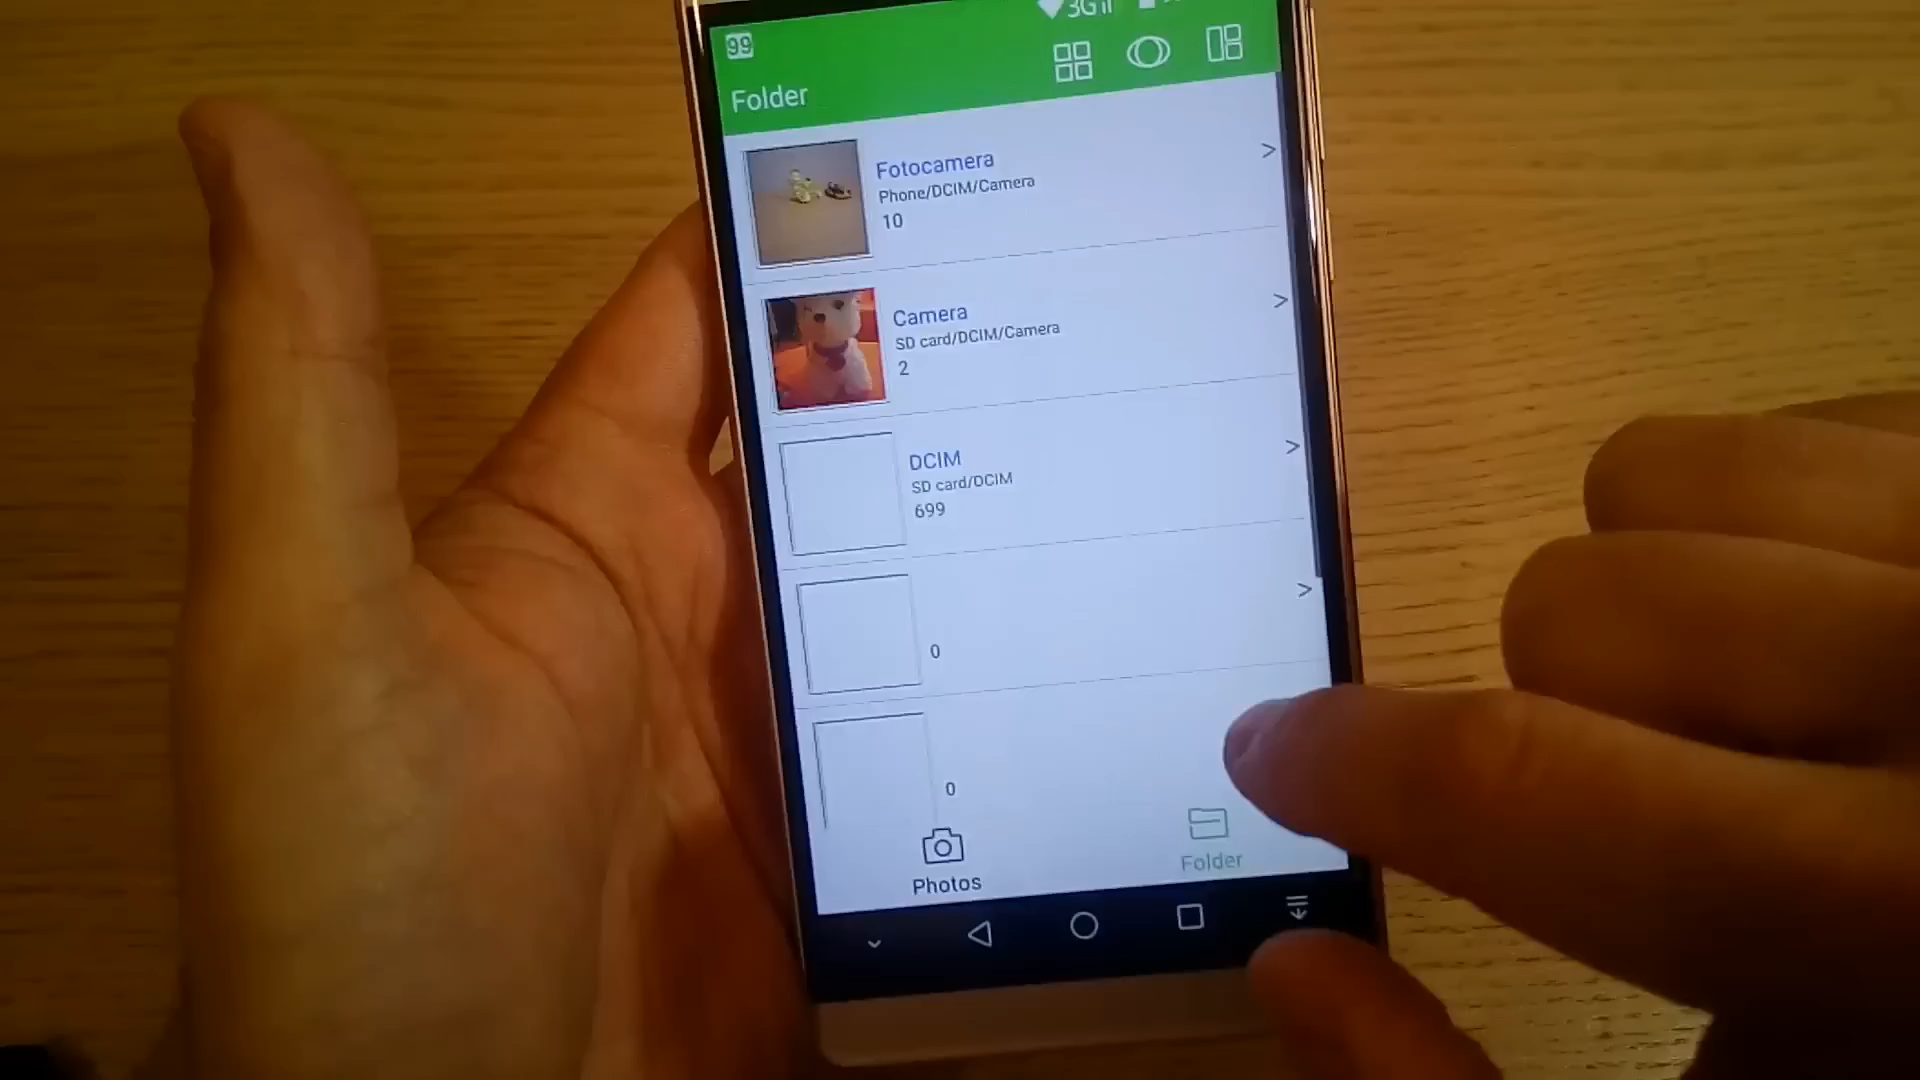 3G
99
Folder
Fotocamera
Phone/DCIM/Camera
10
Camera
SD card/DCIM/Camera
2
DCIM
SD card/DCIM
699
0
0
Photos
Folder